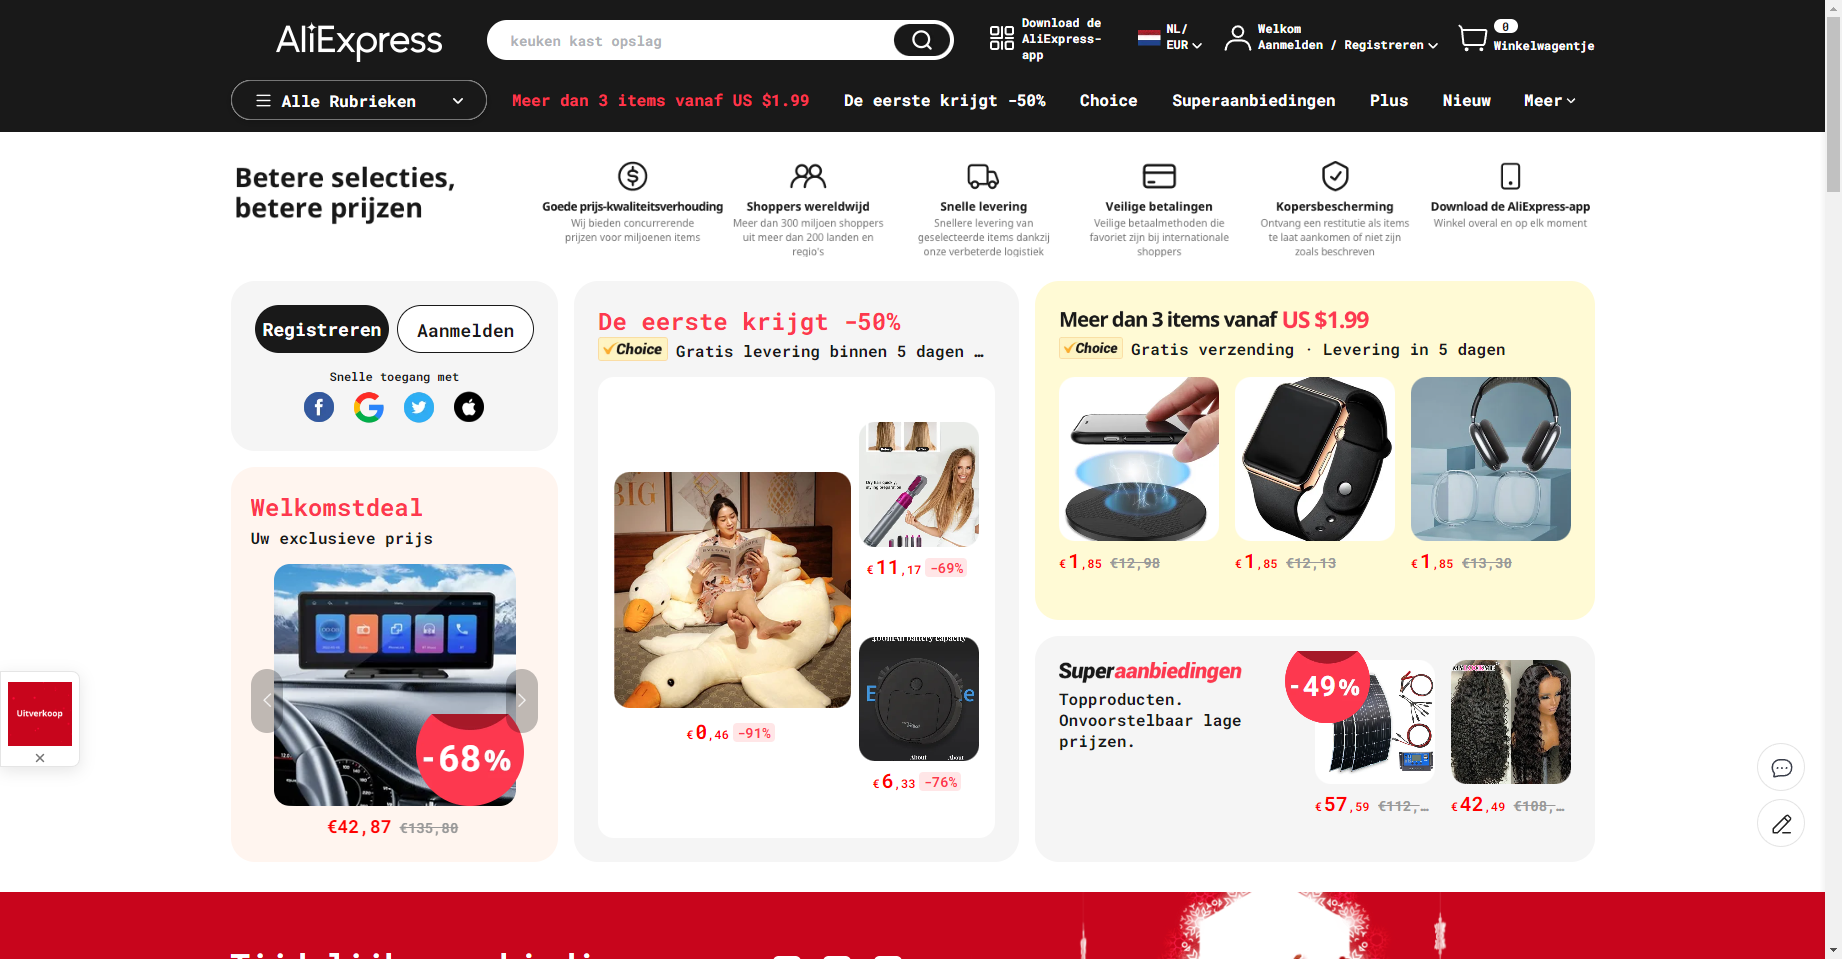 AliExpress
keuken kast opslag
Download de
AliExpress-
app
NL/
EUR
Welkom
Aanmelden / Registreren
0
Winkelwagentje
Alle Rubrieken
Meer dan 3 items vanaf US $1.99
De eerste krijgt -50%
Choice
Superaanbiedingen
Plus
Nieuw
Meer
Betere selecties,
betere prijzen
Goede prijs-kwaliteitsverhouding
Wij bieden concurrerende
prijzen voor miljoenen items
Shoppers wereldwijd
Meer dan 300 miljoen shoppers
uit meer dan 200 landen en
regio's
Snelle levering
Snellere levering van
geselecteerde items dankzij
onze verbeterde logistiek
Veilige betalingen
Veilige betaalmethoden die
favoriet zijn bij internationale
shoppers
Kopersbescherming
Ontvang een restitutie als items
te laat aankomen of niet zijn
zoals beschreven
Download de AliExpress-app
Winkel overal en op elk moment
Registreren
Aanmelden
Snelle toegang met
Welkomstdeal
Uw exclusieve prijs
-68%
€42,87 €135,80
De eerste krijgt -50%
Choice Gratis levering binnen 5 dagen …
BIG
€0,46 -91%
Dry hair quickly,
styling preparation
€11,17 -69%
About
About
€6,33 -76%
Meer dan 3 items vanaf US $1.99
Choice Gratis verzending · Levering in 5 dagen
€1,85 €12,98
€1,85 €12,13
€1,85 €13,30
Superaanbiedingen
Topproducten.
Onvoorstelbaar lage
prijzen.
-49%
€57,59 €112,…
€42,49 €108,…
Uitverkoop